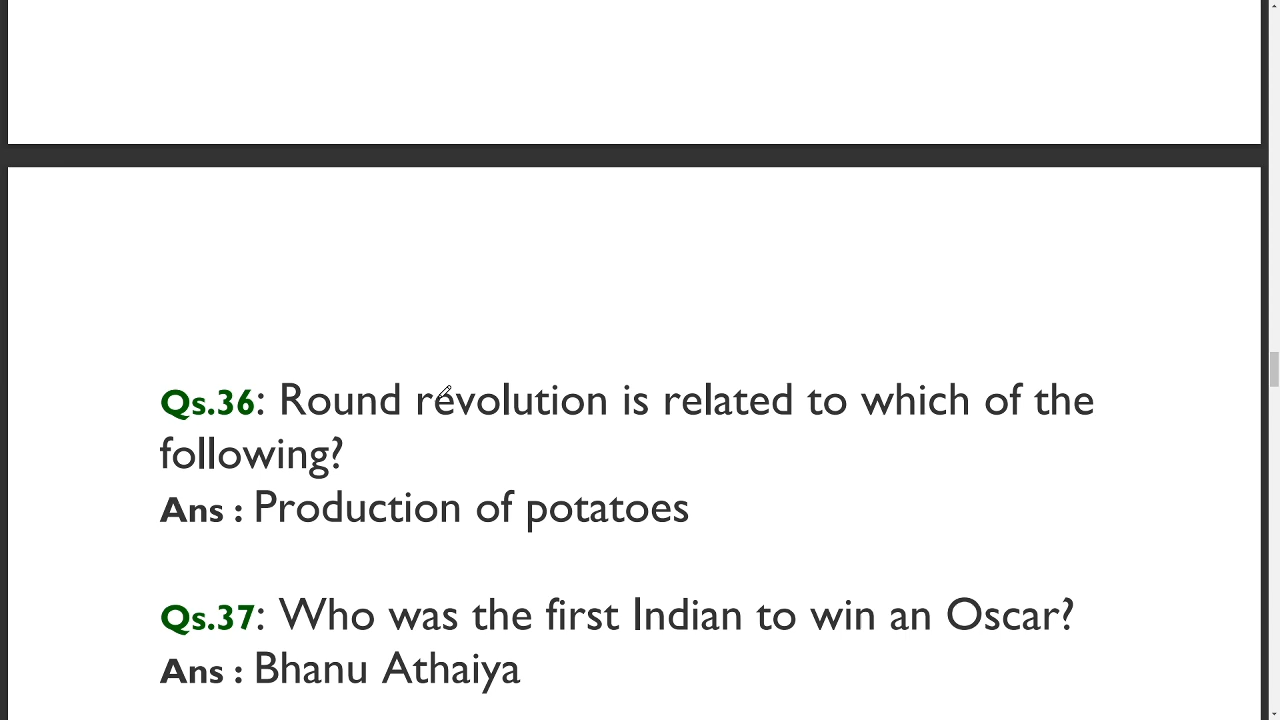 Qs.36: Round revolution is related to which of the
following?
Ans : Production of potatoes
Qs.37: Who was the first Indian to win an Oscar?
Ans : Bhanu Athaiya